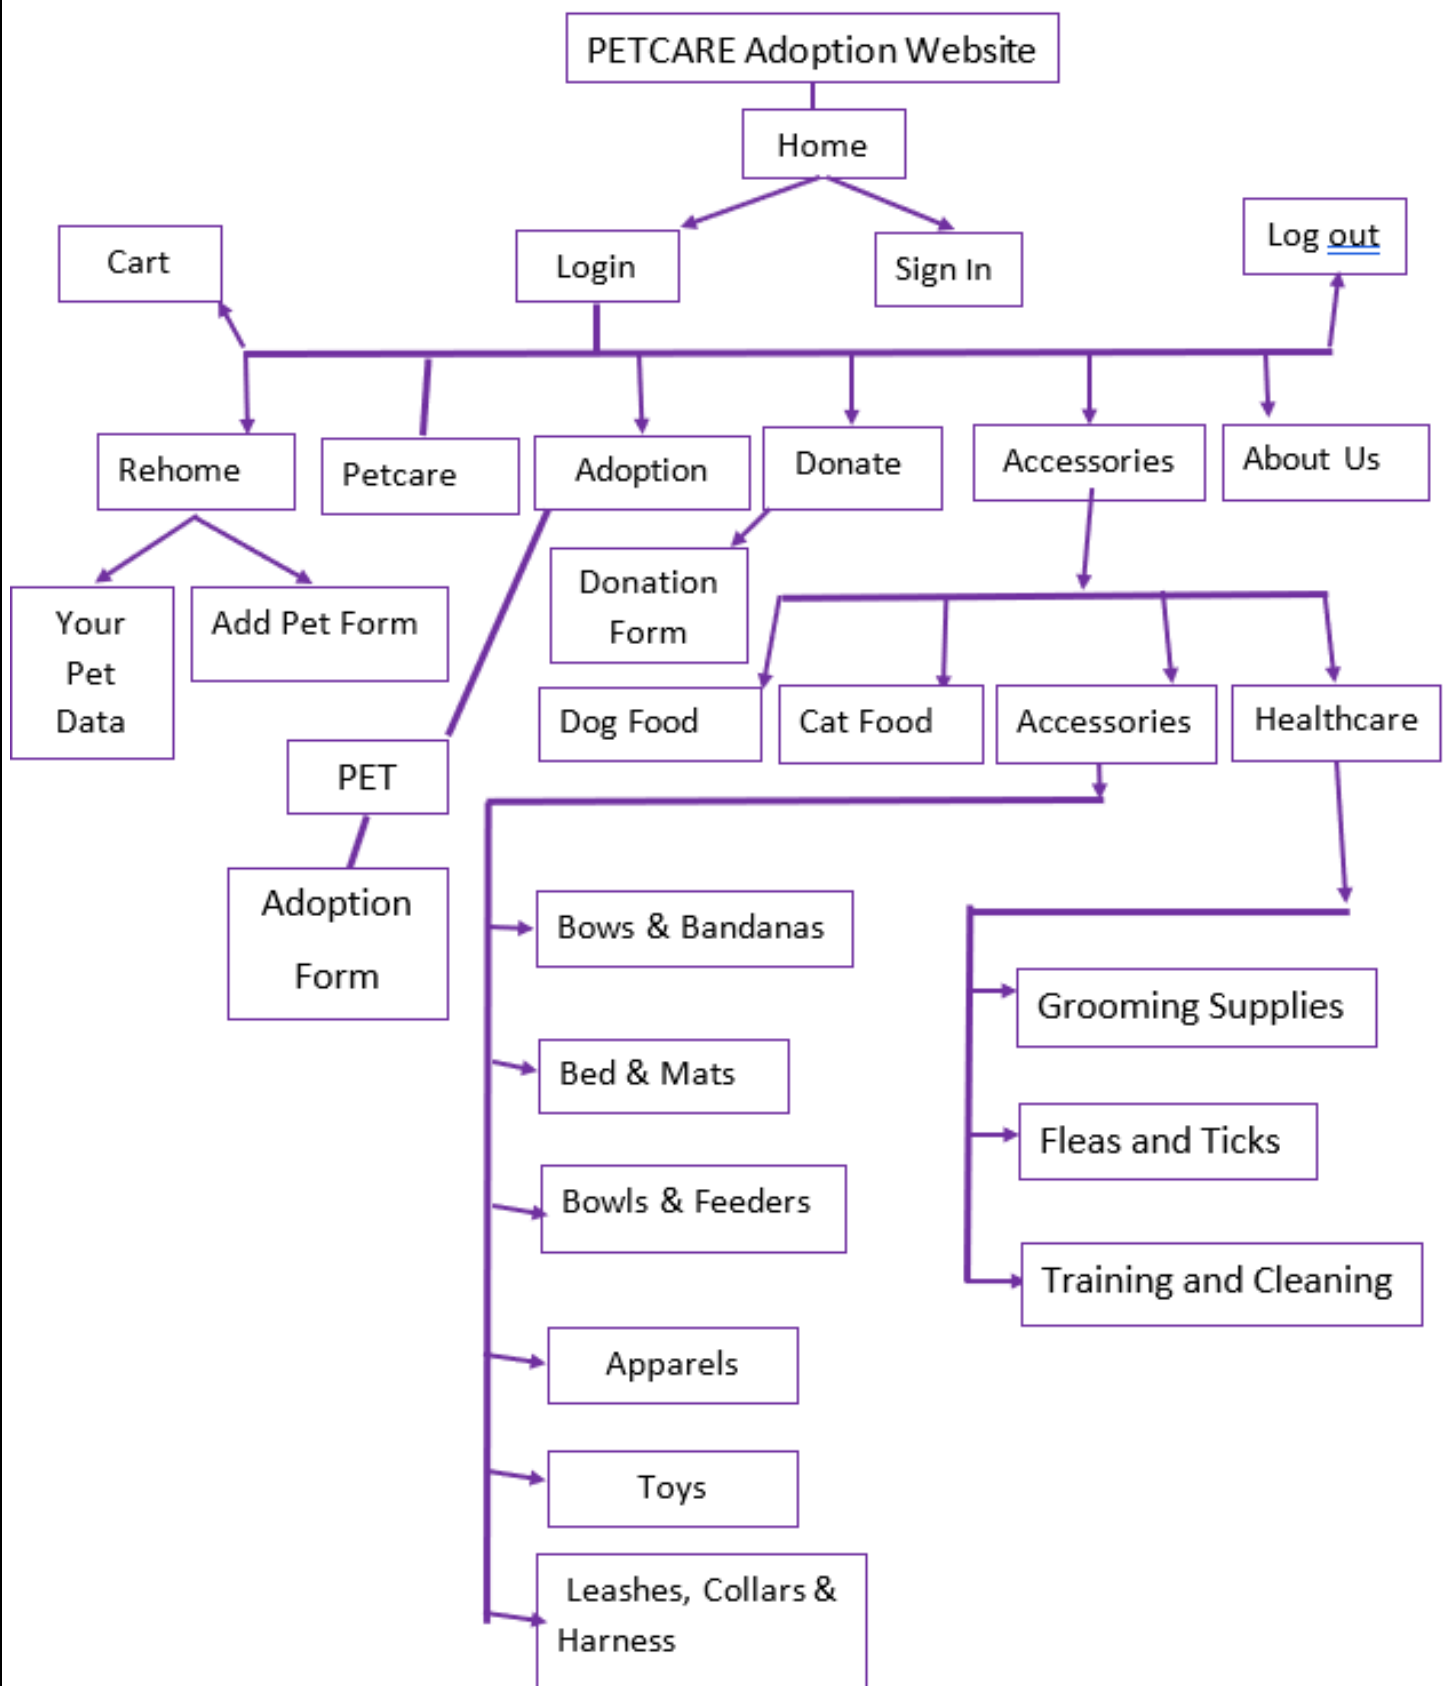 PETCARE Adoption Website
Home
Cart
Login
Sign In
Log out
Rehome
Petcare
Adoption
Donate
Accessories
About Us
Your
Pet
Data
Add Pet Form
Donation
Form
Dog Food
Cat Food
Accessories
Healthcare
PET
Adoption
Form
Bows & Bandanas
Bed & Mats
Bowls & Feeders
Apparels
Toys
Leashes, Collars &
Harness
Grooming Supplies
Fleas and Ticks
Training and Cleaning